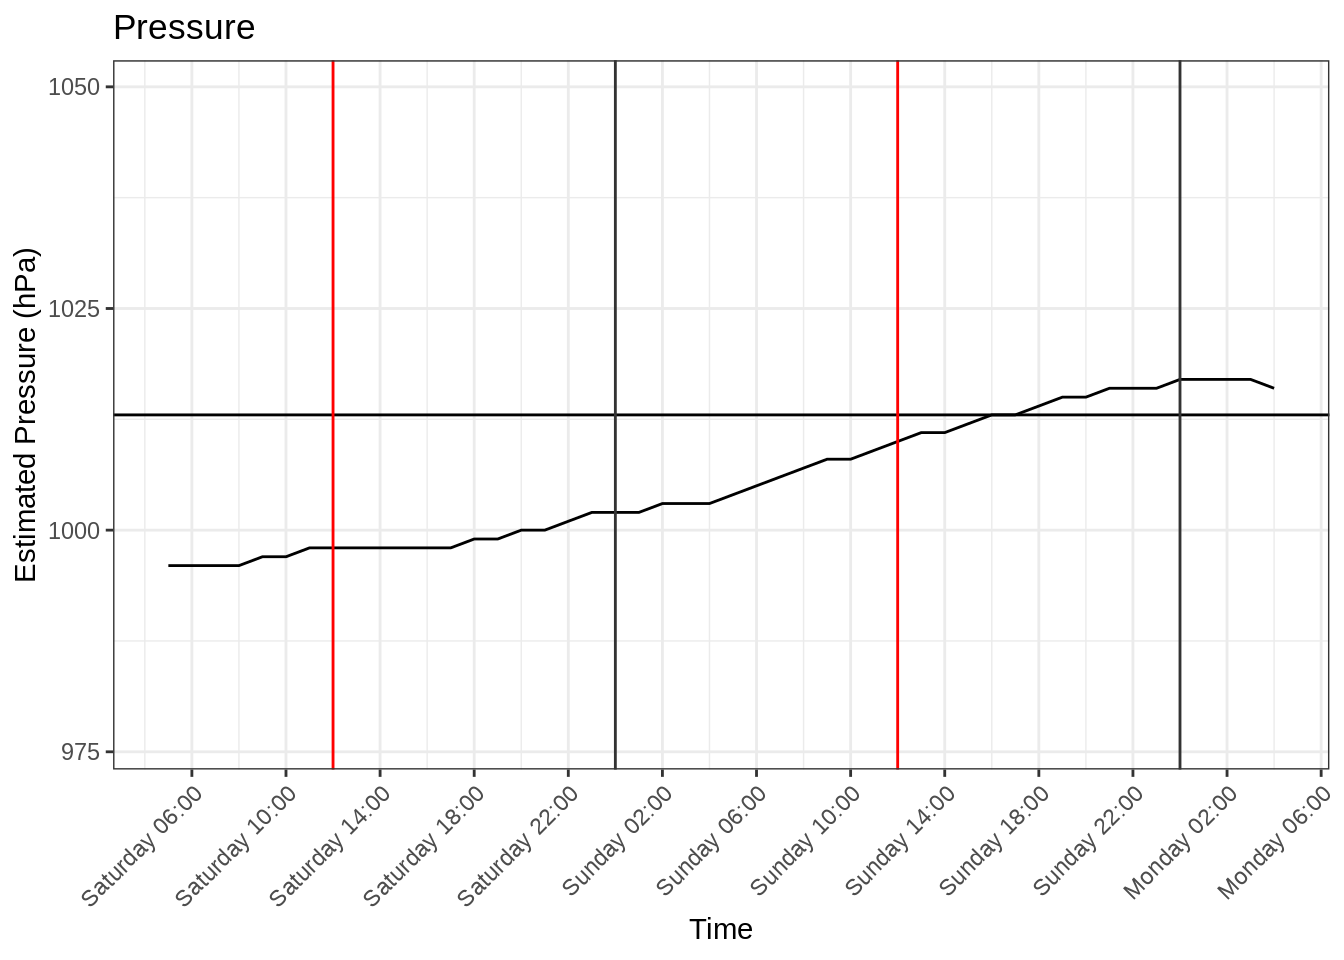 Pressure
Estimated Pressure (hPa)
1050
1025
1000
975
Saturday 06:00
Saturday 10:00
Saturday 14:00
Saturday 18:00
Saturday 22:00
Sunday 02:00
Sunday 06:00
Sunday 10:00
Sunday 14:00
Sunday 18:00
Sunday 22:00
Monday 02:00
Monday 06:00
Time